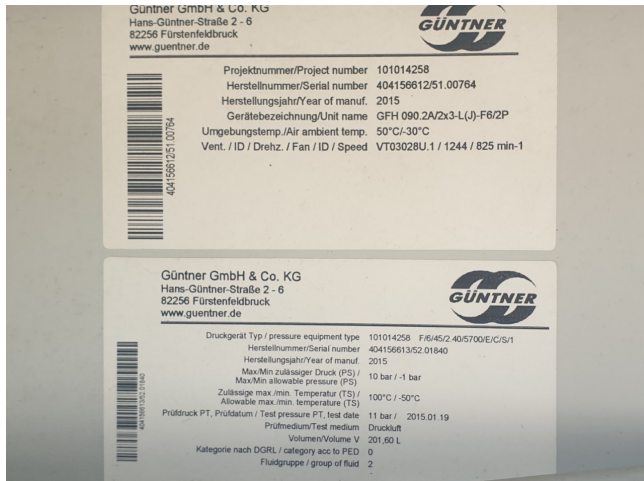 Güntner GmbH & Co. KG
Hans-Güntner-Straße 2 - 6
82256 Fürstenfeldbruck
www.guentner.de
GÜNTNER
Projektnummer/Project number 101014258
Herstellnummer/Serial number 404156612/51.00764
Herstellungsjahr/Year of manuf. 2015
Gerätebezeichnung/Unit name GFH 090.2A/2x3-L(J)-F6/2P
Umgebungstemp./Air ambient temp. 50°C/-30°C
Vent. / ID / Drehz. / Fan / ID / Speed VT03028U.1 / 1244 / 825 min-1
404156612/51.00764
Güntner GmbH & Co. KG
Hans-Güntner-Straße 2 - 6
82256 Fürstenfeldbruck
www.guentner.de
GÜNTNER
Druckgerät Typ / pressure equipment type 101014258 F/6/45/2.40/5700/E/C/S/1
Herstellnummer/Serial number 404156613/52.01840
Herstellungsjahr/Year of manuf. 2015
Max/Min zulässiger Druck (PS) /
Max/Min allowable pressure (PS) 10 bar / -1 bar
Zulässige max./min. Temperatur (TS) /
Allowable max./min. temperature (TS) 100°C / -50°C
Prüfdruck PT, Prüfdatum / Test pressure PT, test date 11 bar / 2015.01.19
Prüfmedium/Test medium Druckluft
Volumen/Volume V 201,60 L
Kategorie nach DGRL / category acc to PED 0
Fluidgruppe / group of fluid 2
404156613/52.01840